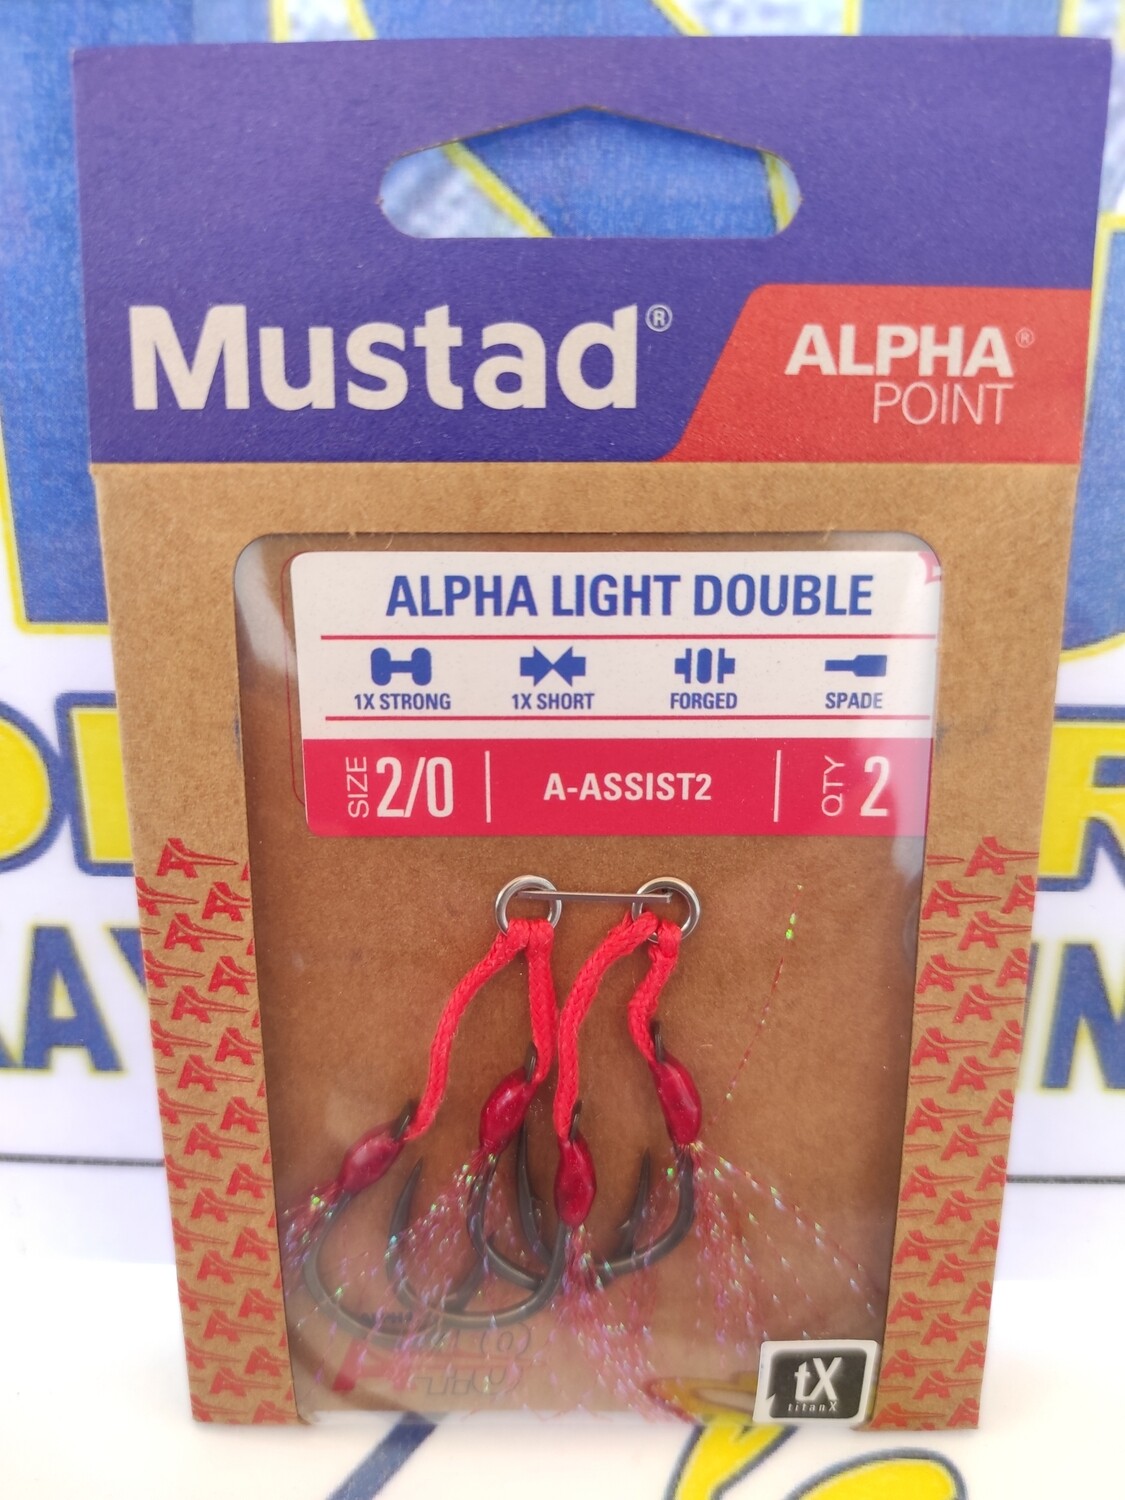 Mustad®
ALPHA®
POINT
ALPHA LIGHT DOUBLE
1X STRONG
1X SHORT
FORGED
SPADE
SIZE 2/0
A-ASSIST2
QTY 2
tX
titanX